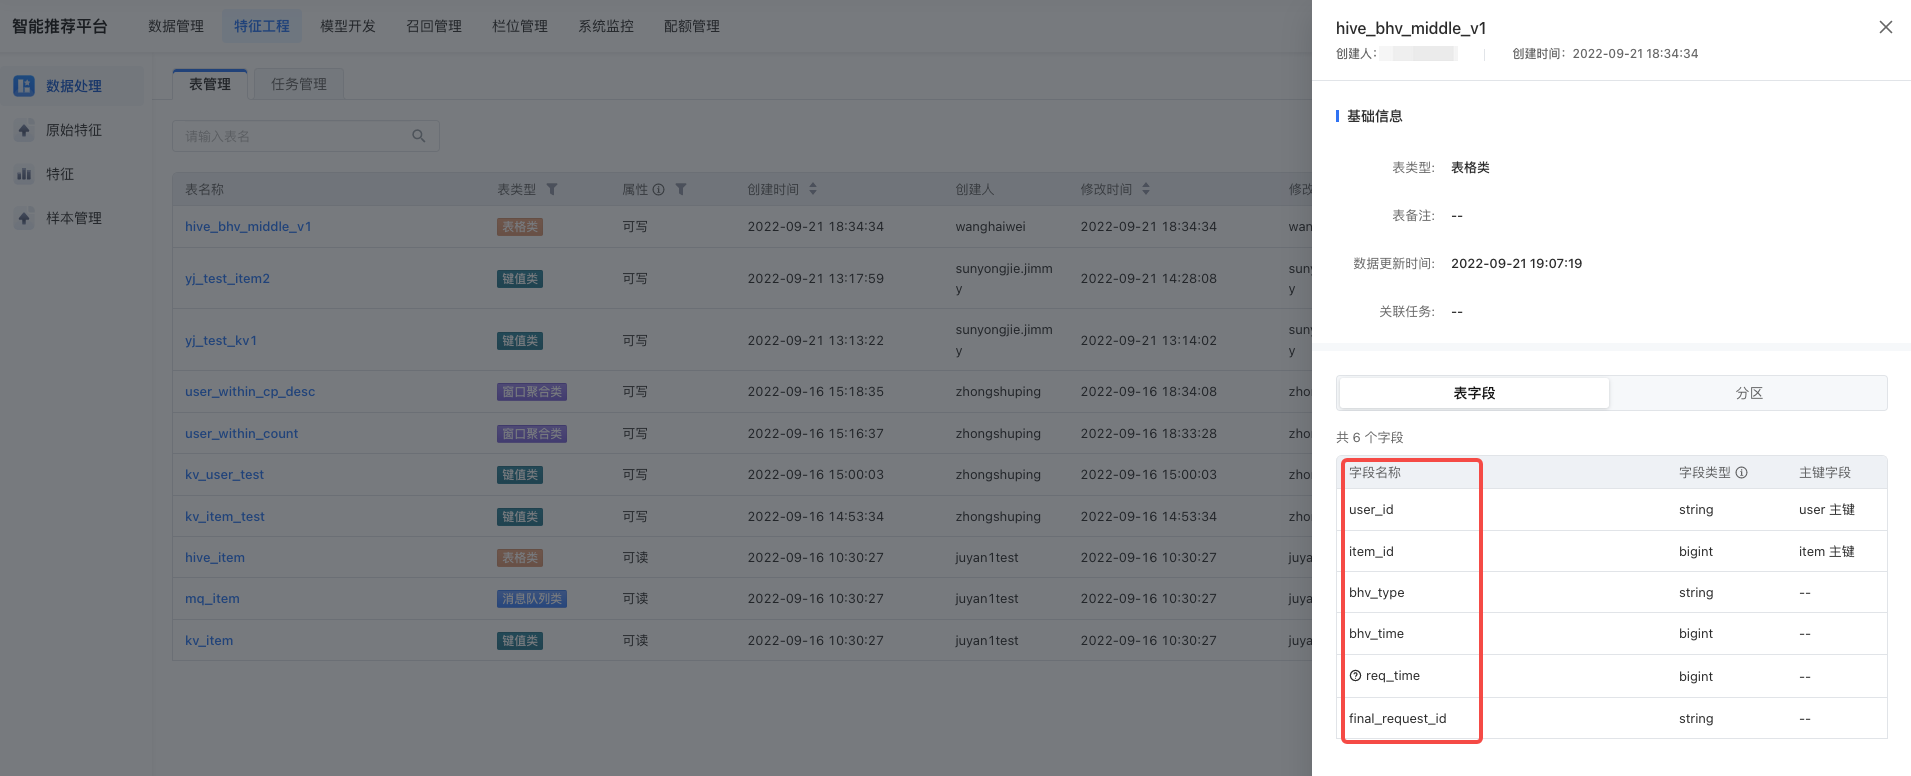 智能推荐平台 数据管理 特征工程 模型开发 召回管理 栏位管理 系统监控 配额管理
数据处理
原始特征
特征
样本管理
表管理 任务管理
请输入表名
表名称 表类型 属性 创建时间 创建人 修改时间 修改
hive_bhv_middle_v1 表格类 可写 2022-09-21 18:34:34 wanghaiwei 2022-09-21 18:34:34 wan
yj_test_item2 键值类 可写 2022-09-21 13:17:59 sunyongjie.jimm 2022-09-21 14:28:08 sun
y y
yj_test_kv1 键值类 可写 2022-09-21 13:13:22 sunyongjie.jimm 2022-09-21 13:14:02 sun
y y
user_within_cp_desc 窗口聚合类 可写 2022-09-16 15:18:35 zhongshuping 2022-09-16 18:34:08 zho
user_within_count 窗口聚合类 可写 2022-09-16 15:16:37 zhongshuping 2022-09-16 18:33:28 zho
kv_user_test 键值类 可写 2022-09-16 15:00:03 zhongshuping 2022-09-16 15:00:03 zho
kv_item_test 键值类 可写 2022-09-16 14:53:34 zhongshuping 2022-09-16 14:53:34 zho
hive_item 表格类 可读 2022-09-16 10:30:27 juyan1test 2022-09-16 10:30:27 juya
mq_item 消息队列类 可读 2022-09-16 10:30:27 juyan1test 2022-09-16 10:30:27 juya
kv_item 键值类 可读 2022-09-16 10:30:27 juyan1test 2022-09-16 10:30:27 juya
hive_bhv_middle_v1
创建人: 创建时间: 2022-09-21 18:34:34
基础信息
表类型: 表格类
表备注: --
数据更新时间: 2022-09-21 19:07:19
关联任务: --
表字段 分区
共 6 个字段
字段名称 字段类型 主键字段
user_id string user 主键
item_id bigint item 主键
bhv_type string --
bhv_time bigint --
req_time bigint --
final_request_id string --